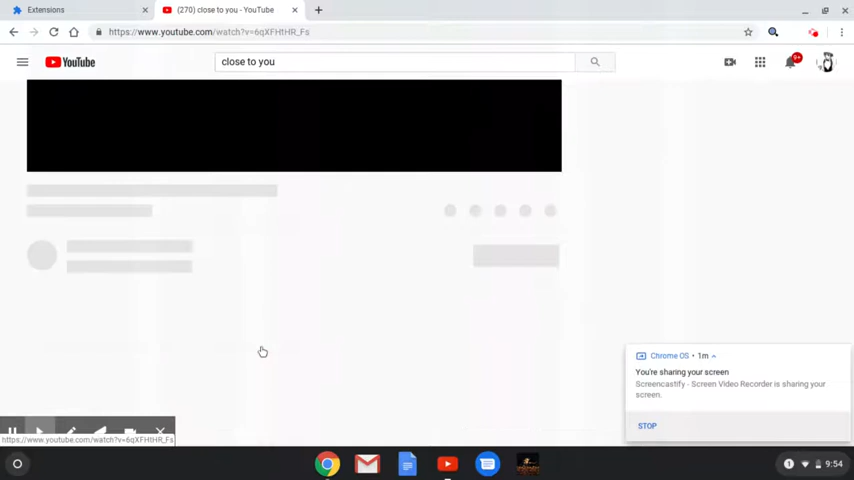 Extensions
(270) close to you - YouTube
https://www.youtube.com/watch?v=6qXFHtHR_Fs
YouTube
close to you
9+
Chrome OS • 1m
You're sharing your screen
Screencastify - Screen Video Recorder is sharing your
screen.
STOP
https://www.youtube.com/watch?v=6qXFHtHR_Fs
1
9:54